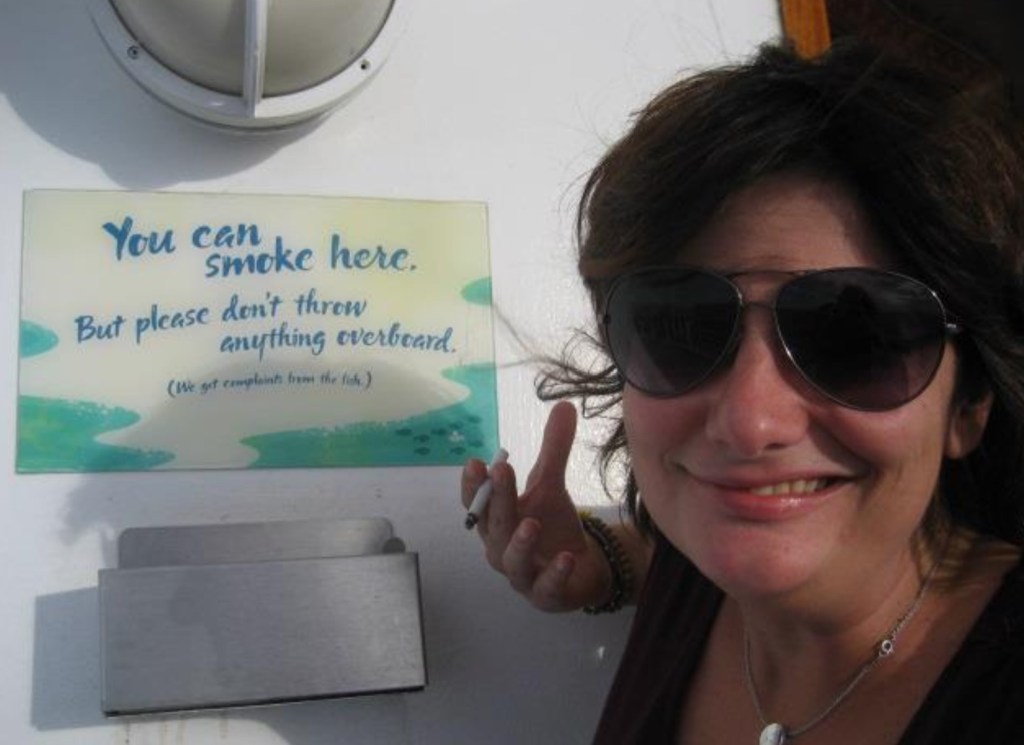 You can
smoke here.
But please don't throw
anything overboard.
(We get complaints from the fish.)